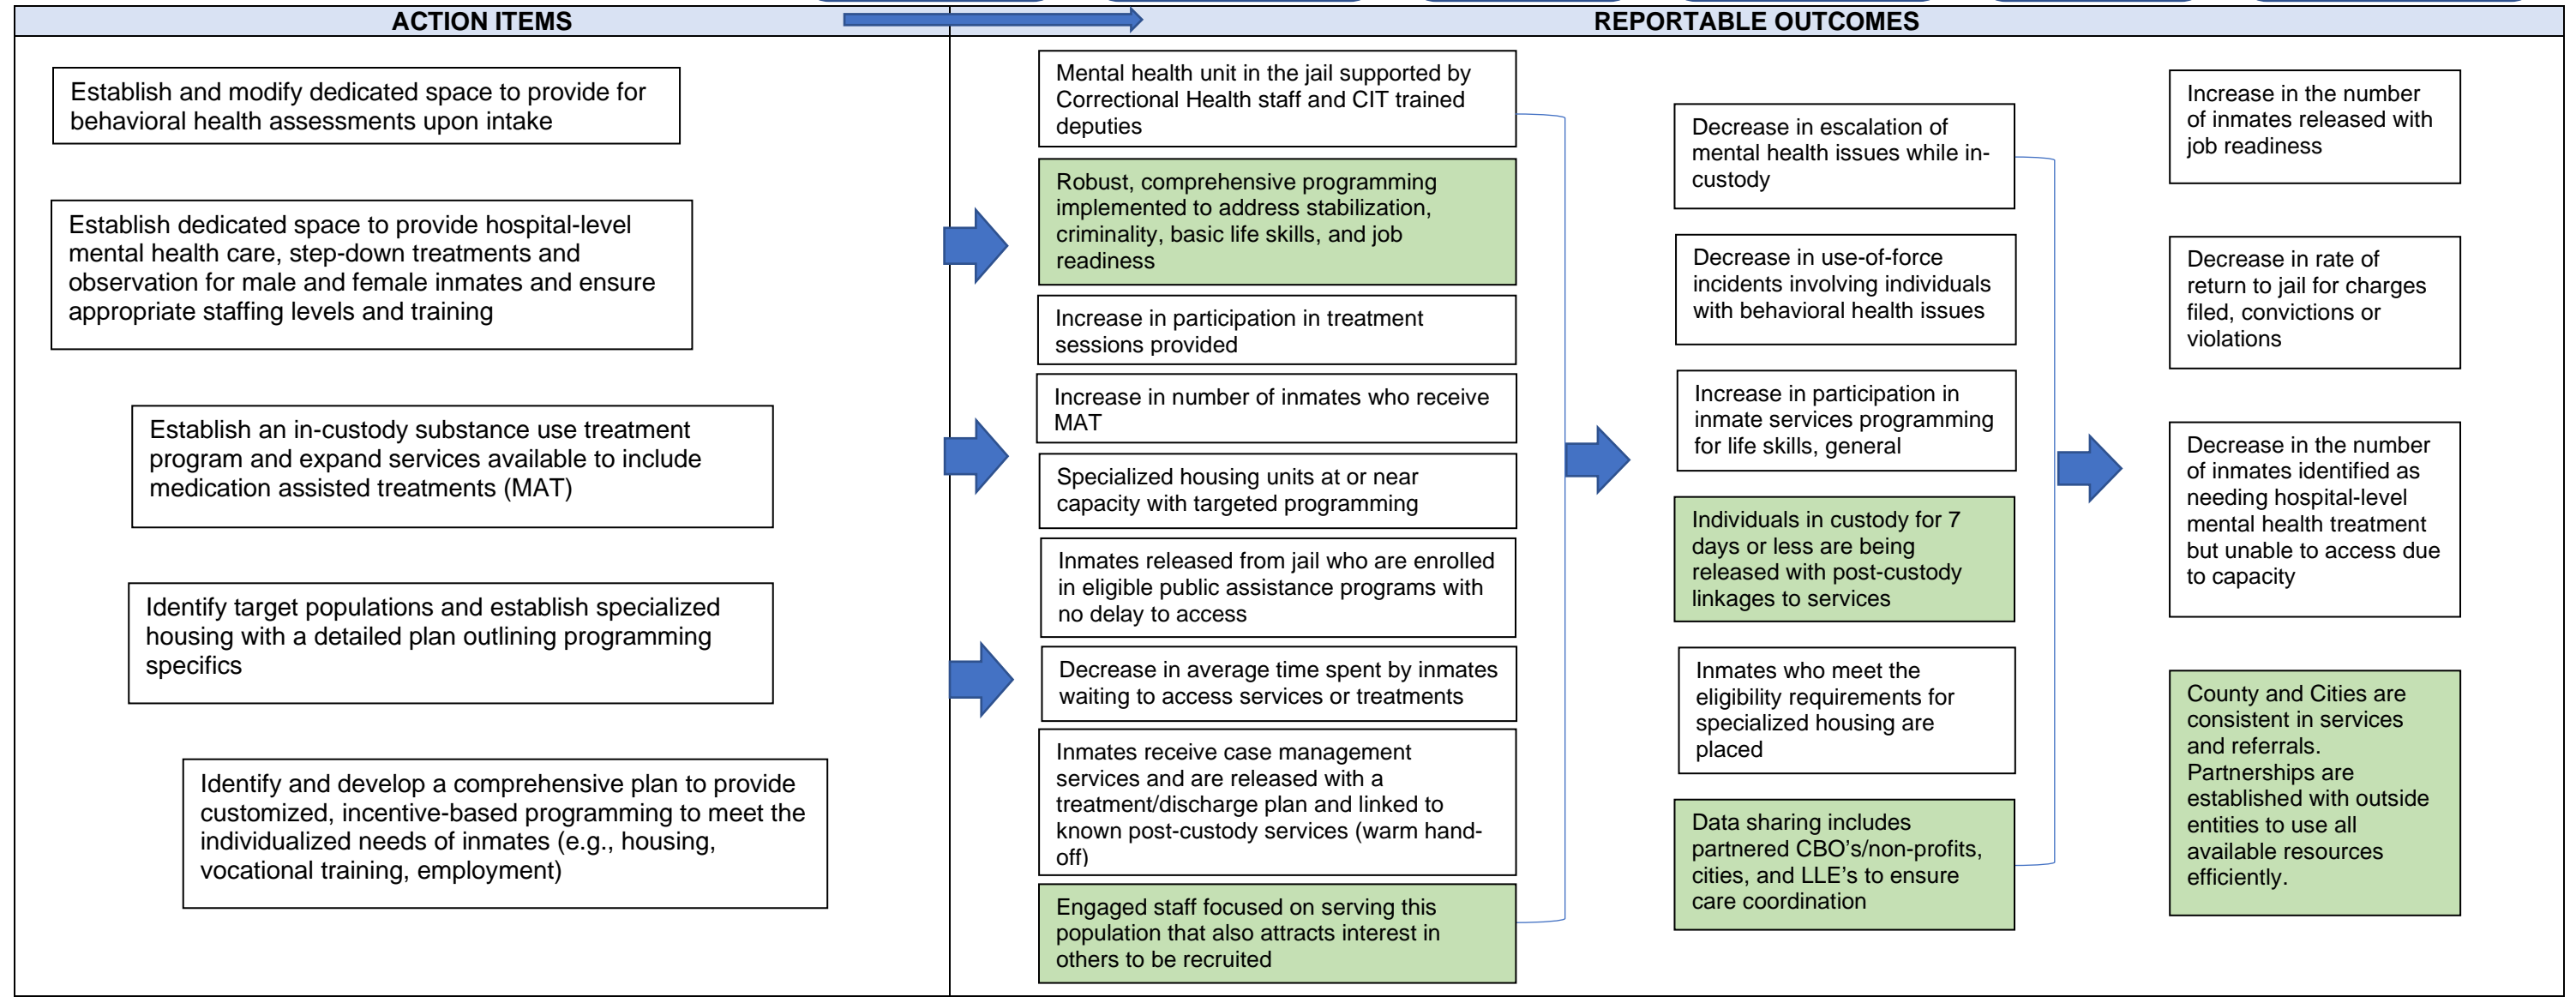 ACTION ITEMS
REPORTABLE OUTCOMES
Establish and modify dedicated space to provide for
behavioral health assessments upon intake
Establish dedicated space to provide hospital-level
mental health care, step-down treatments and
observation for male and female inmates and ensure
appropriate staffing levels and training
Establish an in-custody substance use treatment
program and expand services available to include
medication assisted treatments (MAT)
Identify target populations and establish specialized
housing with a detailed plan outlining programming
specifics
Identify and develop a comprehensive plan to provide
customized, incentive-based programming to meet the
individualized needs of inmates (e.g., housing,
vocational training, employment)
Mental health unit in the jail supported by
Correctional Health staff and CIT trained
deputies
Robust, comprehensive programming
implemented to address stabilization,
criminality, basic life skills, and job
readiness
Increase in participation in treatment
sessions provided
Increase in number of inmates who receive
MAT
Specialized housing units at or near
capacity with targeted programming
Inmates released from jail who are enrolled
in eligible public assistance programs with
no delay to access
Decrease in average time spent by inmates
waiting to access services or treatments
Inmates receive case management
services and are released with a
treatment/discharge plan and linked to
known post-custody services (warm hand-
off)
Engaged staff focused on serving this
population that also attracts interest in
others to be recruited
Decrease in escalation of
mental health issues while in-
custody
Decrease in use-of-force
incidents involving individuals
with behavioral health issues
Increase in participation in
inmate services programming
for life skills, general
Individuals in custody for 7
days or less are being
released with post-custody
linkages to services
Inmates who meet the
eligibility requirements for
specialized housing are
placed
Data sharing includes
partnered CBO's/non-profits,
cities, and LLE's to ensure
care coordination
Increase in the number
of inmates released with
job readiness
Decrease in rate of
return to jail for charges
filed, convictions or
violations
Decrease in the number
of inmates identified as
needing hospital-level
mental health treatment
but unable to access due
to capacity
County and Cities are
consistent in services
and referrals.
Partnerships are
established with outside
entities to use all
available resources
efficiently.